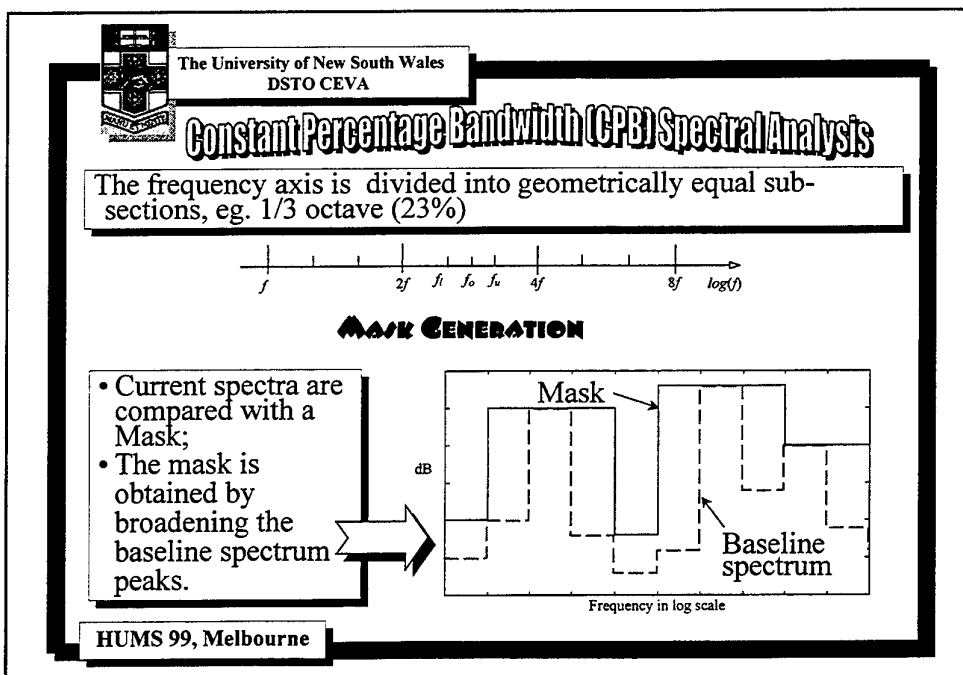 The University of New South Wales
DSTO CEVA
Constant Percentage Bandwidth (CPB) Spectral Analysis
The frequency axis is divided into geometrically equal sub-
sections, eg. 1/3 octave (23%)
f 2f fl fo fu 4f 8f log(f)
MASK GENERATION
• Current spectra are
compared with a
Mask;
• The mask is
obtained by
broadening the
baseline spectrum
peaks.
Mask
dB
Baseline
spectrum
Frequency in log scale
HUMS 99, Melbourne